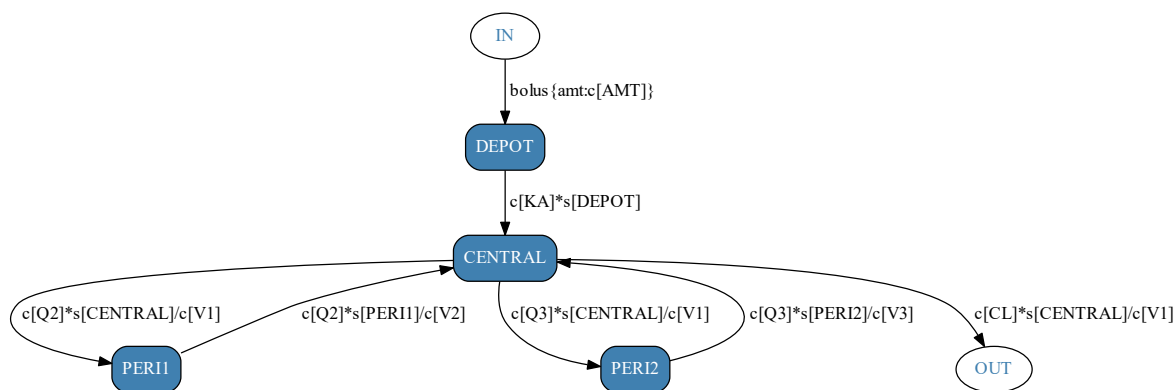 IN
bolus{amt:c[AMT]}
DEPOT
c[KA]*s[DEPOT]
CENTRAL
c[Q2]*s[CENTRAL]/c[V1]
c[Q2]*s[PERI1]/c[V2]
c[Q3]*s[CENTRAL]/c[V1]
c[Q3]*s[PERI2]/c[V3]
c[CL]*s[CENTRAL]/c[V1]
PERI1
PERI2
OUT